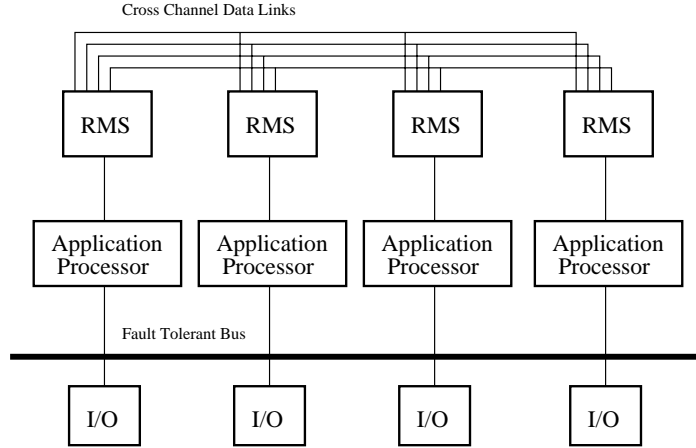 Cross Channel Data Links
RMS
RMS
RMS
RMS
Application
Processor
Application
Processor
Application
Processor
Application
Processor
Fault Tolerant Bus
I/O
I/O
I/O
I/O